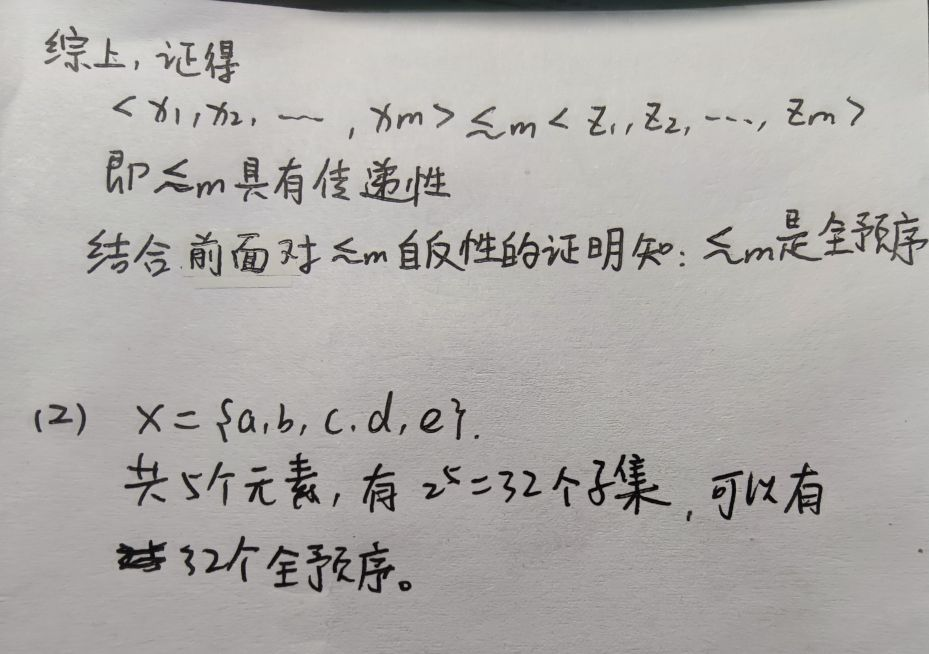 综上,证得
<x1,x2,…,xm>≲m<z1,z2,…,zm>
即≲m具有传递性
结合前面对≲m自反性的证明知:≲m是全预序
(2) X={a,b,c,d,e}.
共5个元素,有2⁵=32个子集,可以有
32个全预序。